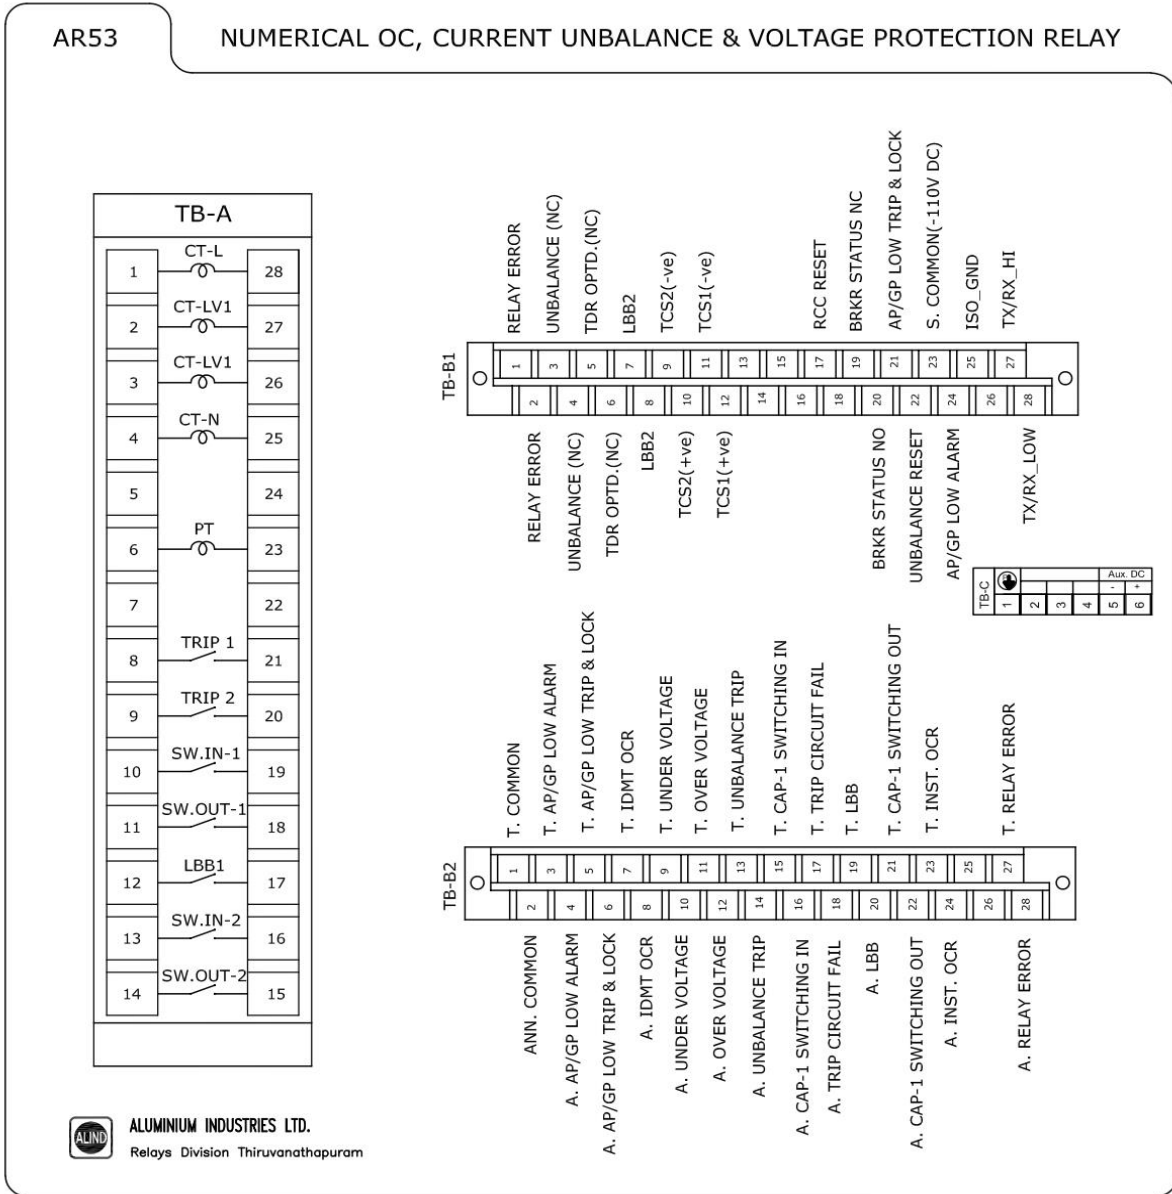 AR53
NUMERICAL OC, CURRENT UNBALANCE & VOLTAGE PROTECTION RELAY
TB-A
1 CT-L 28
2 CT-LV1 27
3 CT-LV1 26
4 CT-N 25
5 24
6 PT 23
7 22
8 TRIP 1 21
9 TRIP 2 20
10 SW.IN-1 19
11 SW.OUT-1 18
12 LBB1 17
13 SW.IN-2 16
14 SW.OUT-2 15
TB-B1
RELAY ERROR
UNBALANCE (NC)
TDR OPTD.(NC)
LBB2
TCS2(-ve)
TCS1(-ve)
RCC RESET
BRKR STATUS NC
AP/GP LOW TRIP & LOCK
S. COMMON(-110V DC)
ISO_GND
TX/RX_HI
1 3 5 7 9 11 13 15 17 19 21 23 25 27
2 4 6 8 10 12 14 16 18 20 22 24 26 28
RELAY ERROR
UNBALANCE (NC)
TDR OPTD.(NC)
LBB2
TCS2(+ve)
TCS1(+ve)
BRKR STATUS NO
UNBALANCE RESET
AP/GP LOW ALARM
TX/RX_LOW
TB-C
Aux. DC
- +
1 2 3 4 5 6
TB-B2
T. COMMON
T. AP/GP LOW ALARM
T. AP/GP LOW TRIP & LOCK
T. IDMT OCR
T. UNDER VOLTAGE
T. OVER VOLTAGE
T. UNBALANCE TRIP
T. CAP-1 SWITCHING IN
T. TRIP CIRCUIT FAIL
T. LBB
T. CAP-1 SWITCHING OUT
T. INST. OCR
T. RELAY ERROR
1 3 5 7 9 11 13 15 17 19 21 23 25 27
2 4 6 8 10 12 14 16 18 20 22 24 26 28
ANN. COMMON
A. AP/GP LOW ALARM
A. AP/GP LOW TRIP & LOCK
A. IDMT OCR
A. UNDER VOLTAGE
A. OVER VOLTAGE
A. UNBALANCE TRIP
A. CAP-1 SWITCHING IN
A. TRIP CIRCUIT FAIL
A. LBB
A. CAP-1 SWITCHING OUT
A. INST. OCR
A. RELAY ERROR
ALIND
ALUMINIUM INDUSTRIES LTD.
Relays Division Thiruvanathapuram